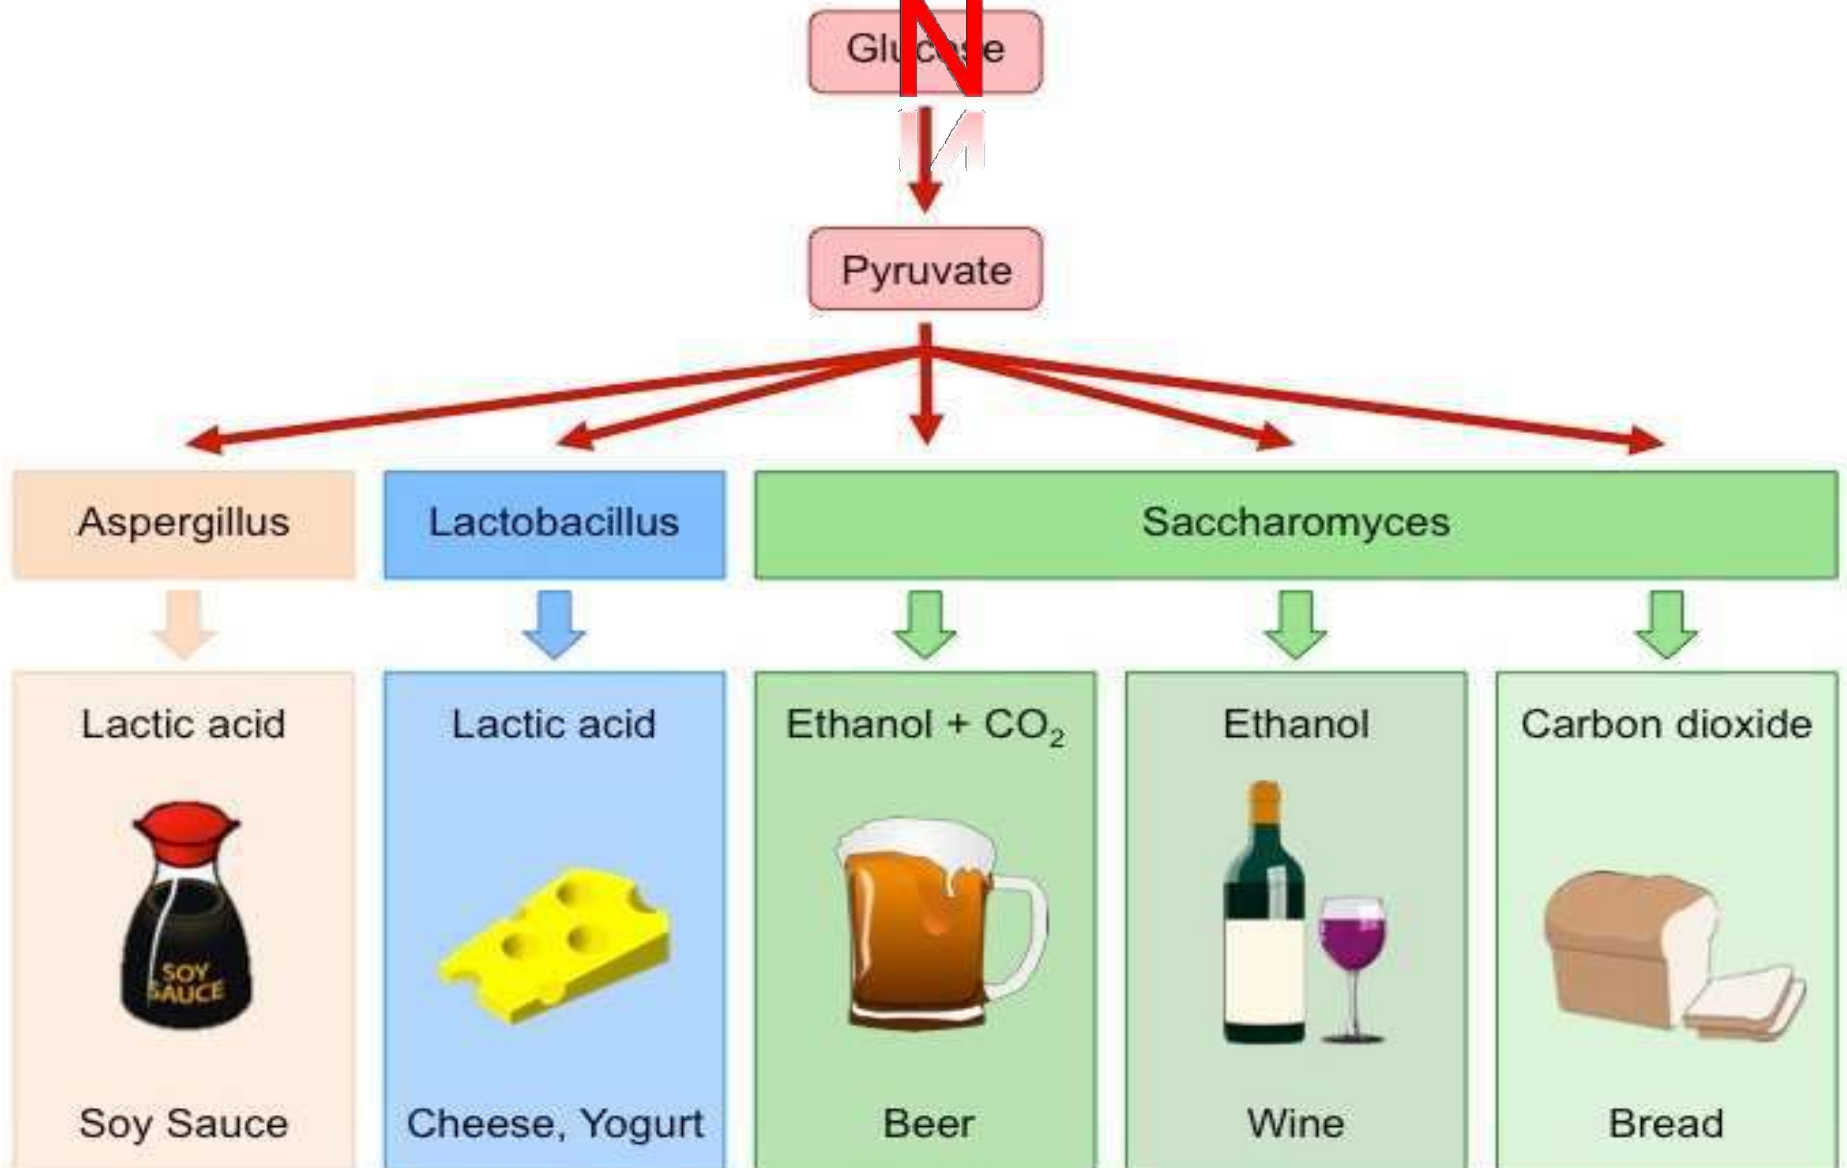 N
Glucose
Pyruvate
Aspergillus
Lactobacillus
Saccharomyces
Lactic acid
Lactic acid
Ethanol + CO₂
Ethanol
Carbon dioxide
SOY
SAUCE
Soy Sauce
Cheese, Yogurt
Beer
Wine
Bread